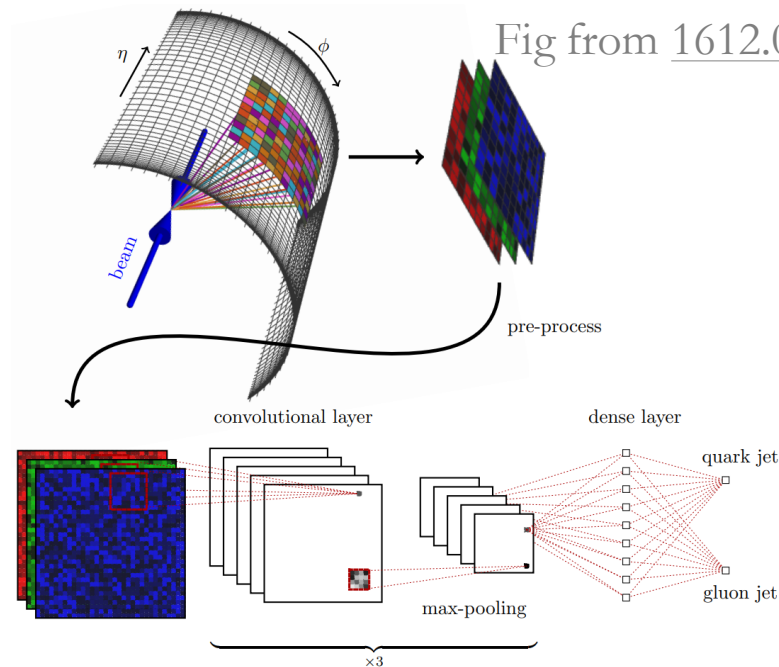 Fig from 1612.0
η
ϕ
beam
pre-process
convolutional layer
dense layer
quark jet
gluon jet
max-pooling
×3